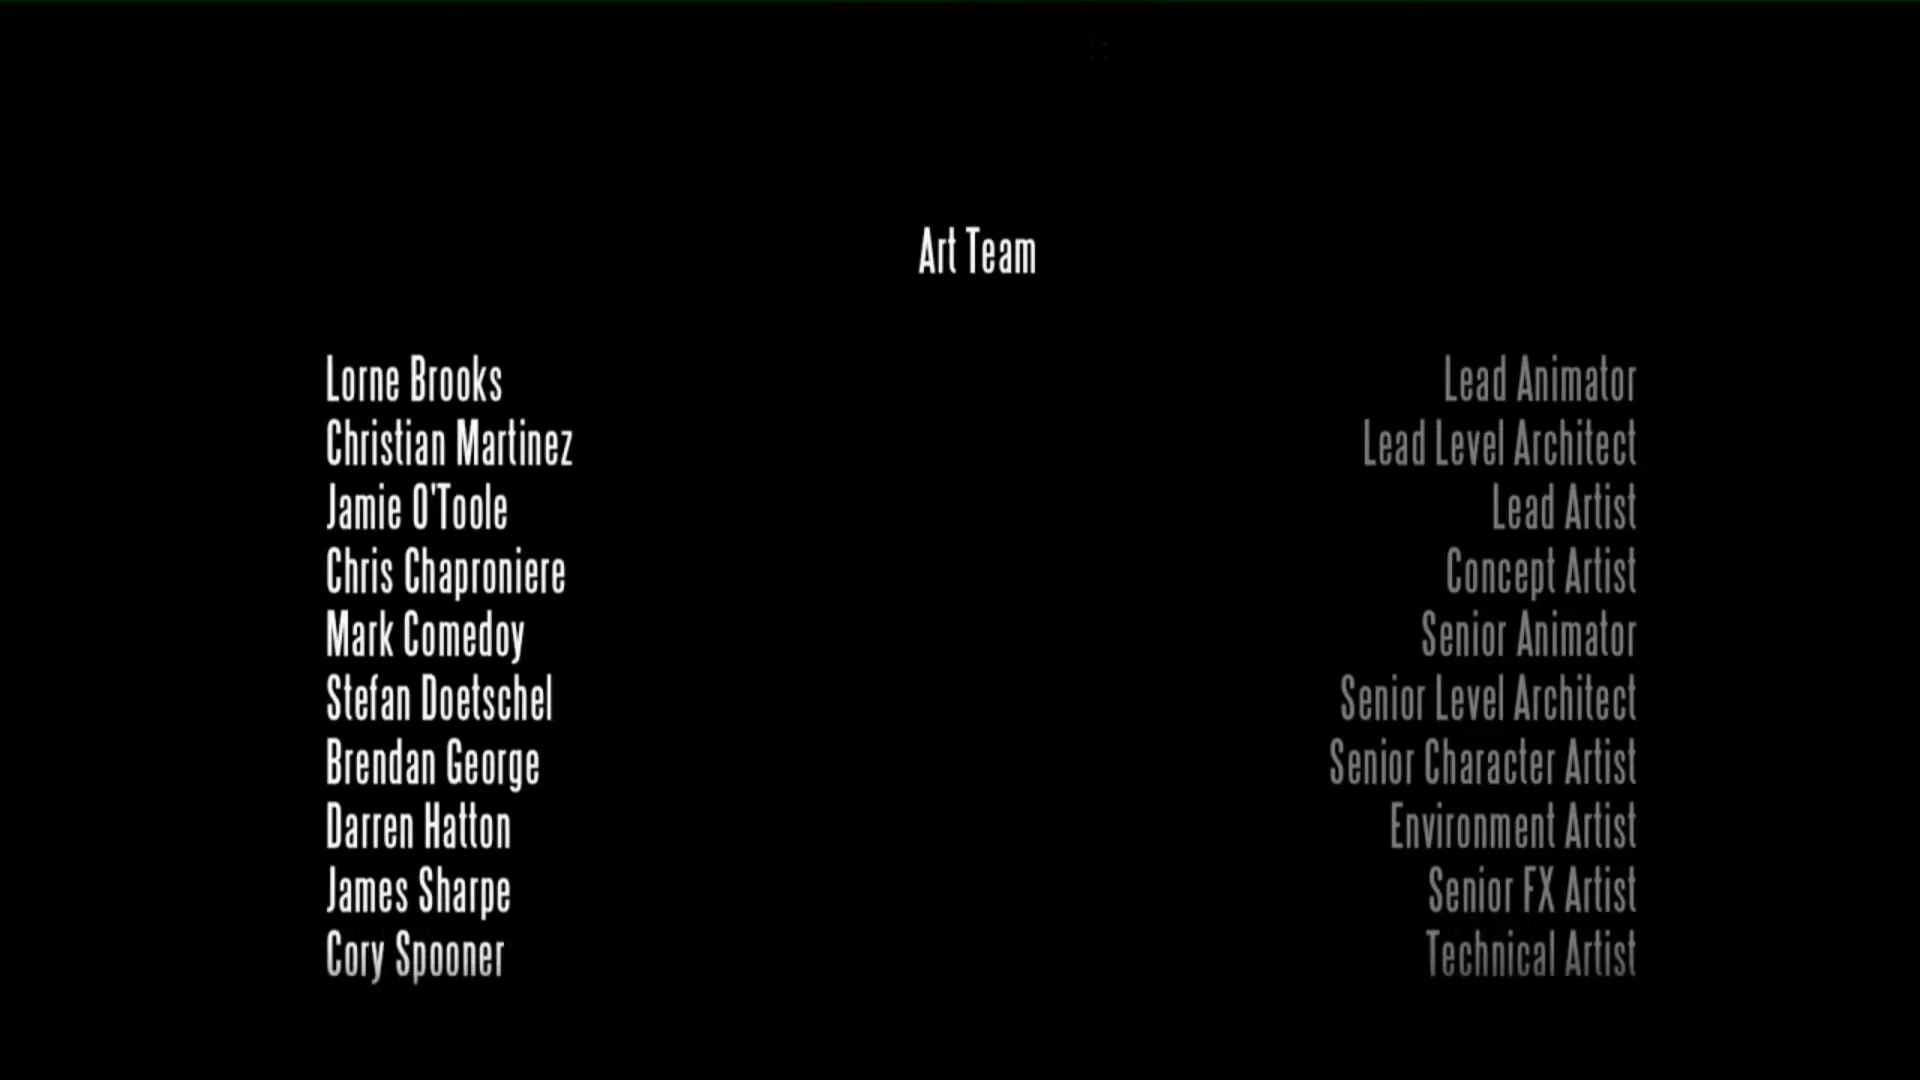 Art Team
Lorne Brooks Lead Animator
Christian Martinez Lead Level Architect
Jamie O'Toole Lead Artist
Chris Chaproniere Concept Artist
Mark Comedoy Senior Animator
Stefan Doetschel Senior Level Architect
Brendan George Senior Character Artist
Darren Hatton Environment Artist
James Sharpe Senior FX Artist
Cory Spooner Technical Artist